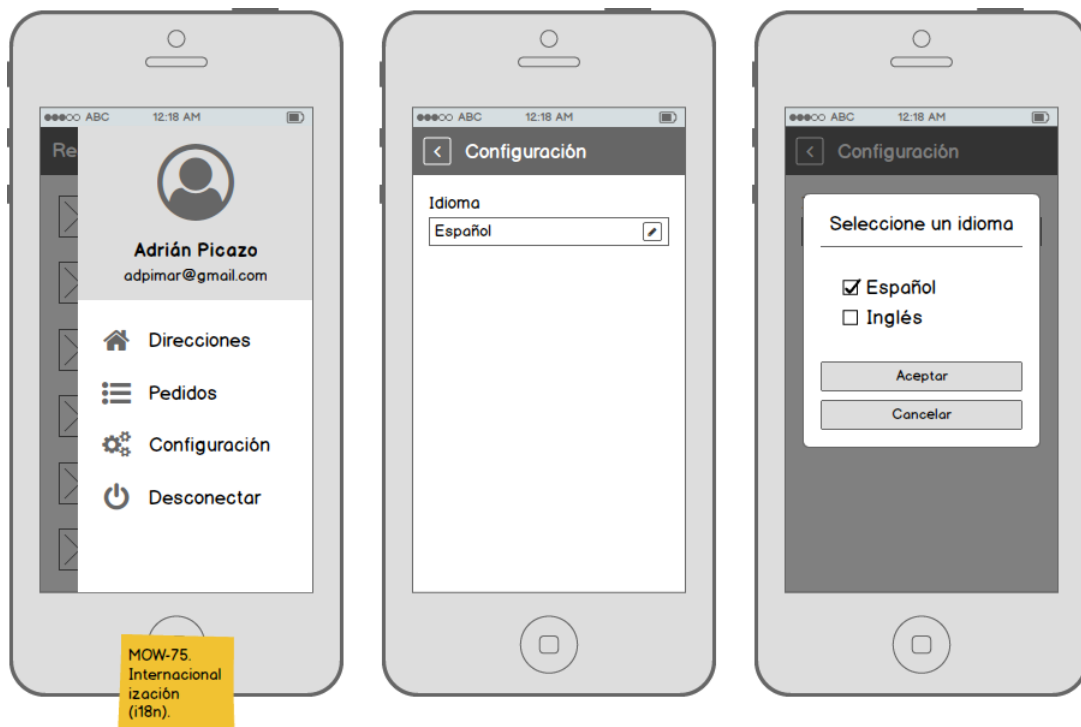 ABC 12:18 AM
Re
Adrián Picazo
adpimar@gmail.com
Direcciones
Pedidos
Configuración
Desconectar
MOW-75.
Internacional
ización
(i18n).
ABC 12:18 AM
Configuración
Idioma
Español
ABC 12:18 AM
Configuración
Seleccione un idioma
Español
Inglés
Aceptar
Cancelar